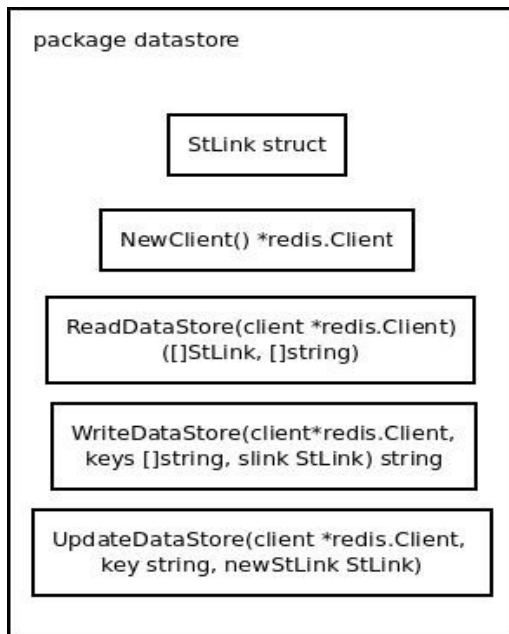 package datastore
StLink struct
NewClient() *redis.Client
ReadDataStore(client *redis.Client)
([]StLink, []string)
WriteDataStore(client*redis.Client,
keys []string, slink StLink) string
UpdateDataStore(client *redis.Client,
key string, newStLink StLink)